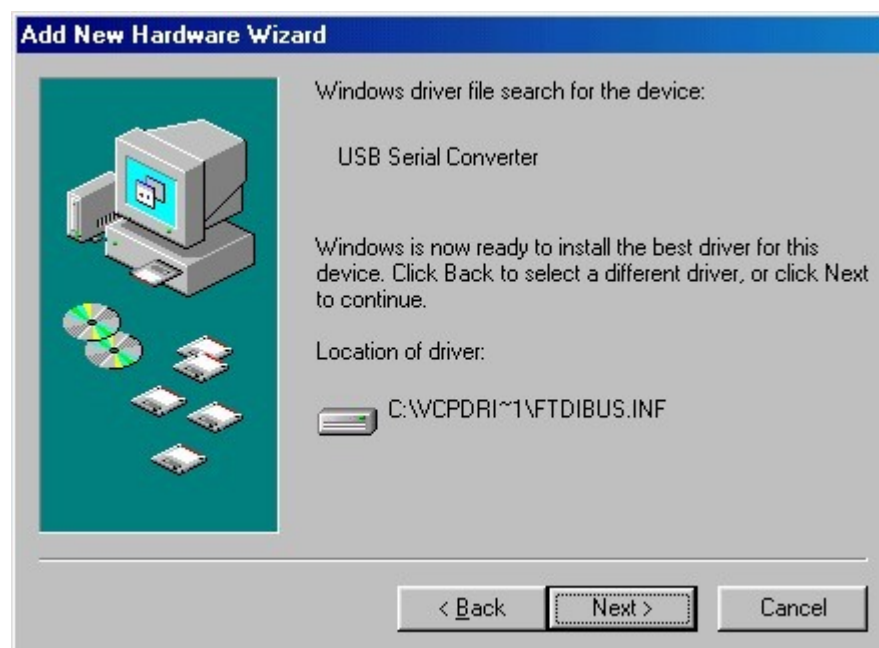 Add New Hardware Wizard
Windows driver file search for the device:
USB Serial Converter
Windows is now ready to install the best driver for this
device. Click Back to select a different driver, or click Next
to continue.
Location of driver:
C:\VCPDRI~1\FTDIBUS.INF
< Back
Next >
Cancel